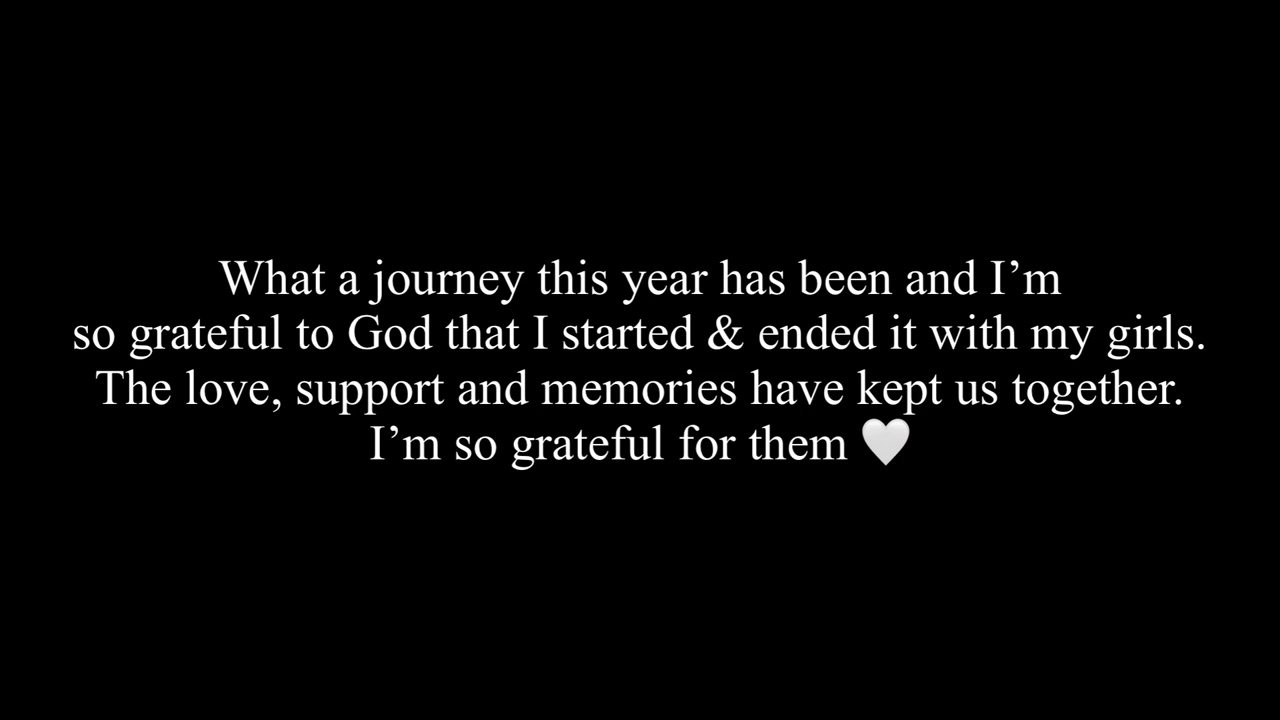 What a journey this year has been and I’m
so grateful to God that I started & ended it with my girls.
The love, support and memories have kept us together.
I’m so grateful for them 🤍